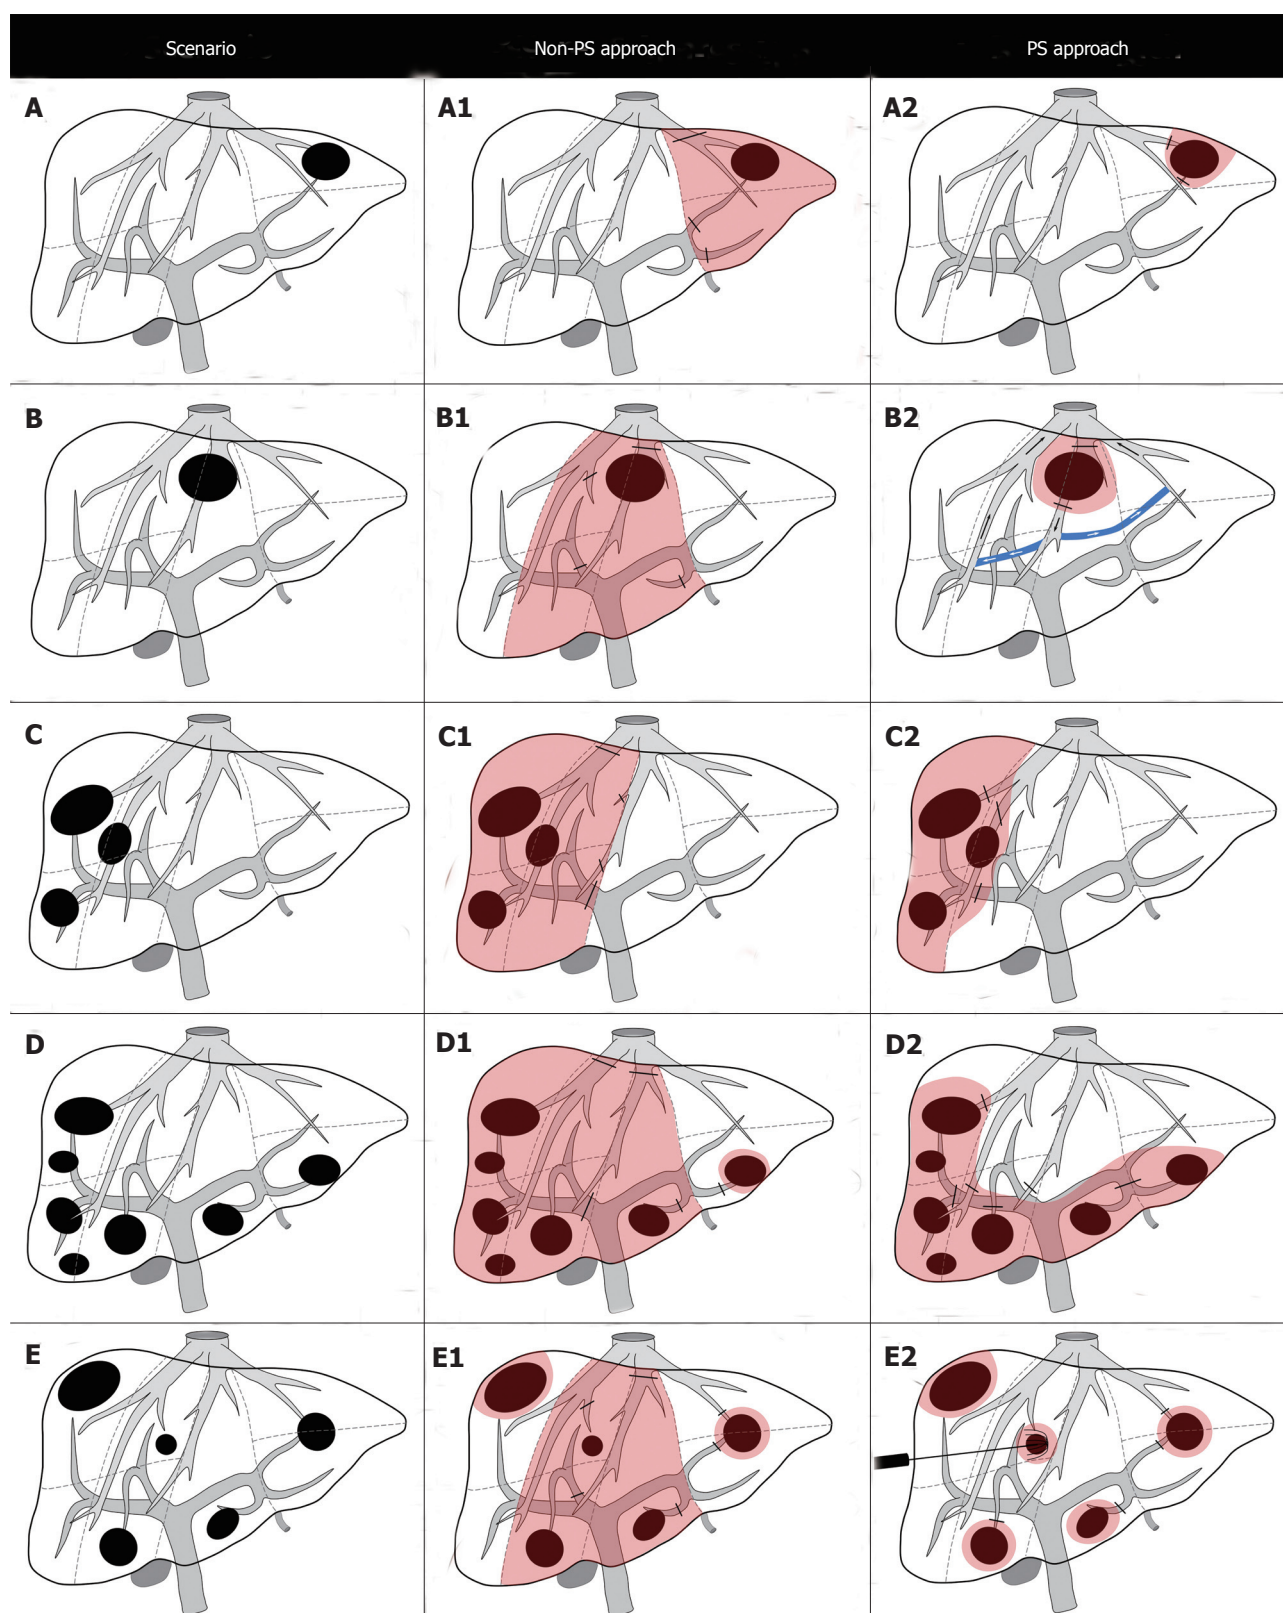 Scenario Non-PS approach PS approach
A A1 A2
B B1 B2
C C1 C2
D D1 D2
E E1 E2